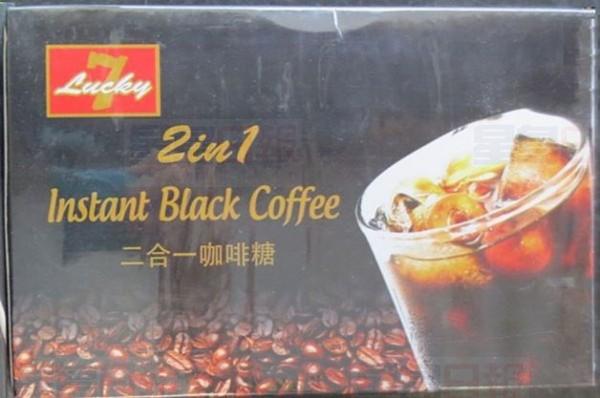 7
Lucky
2in1
Instant Black Coffee
二合一咖啡糖